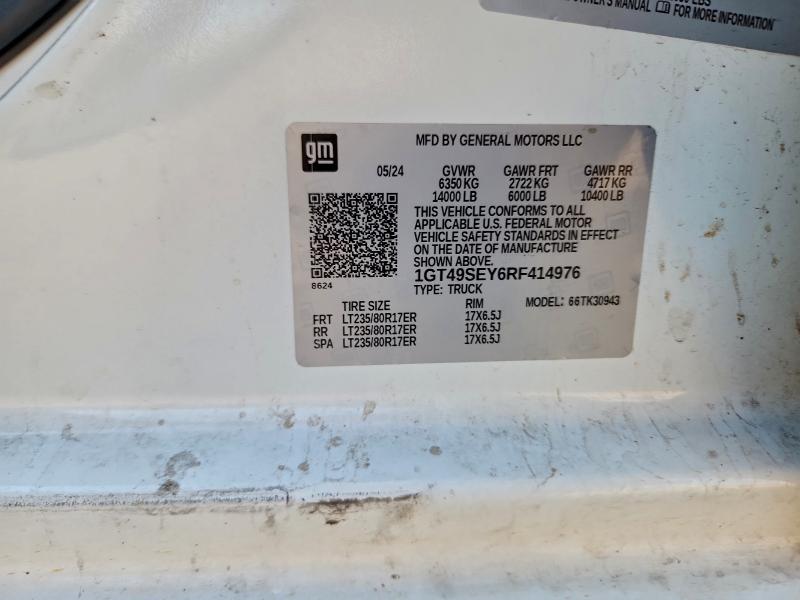 OWNER'S MANUAL FOR MORE INFORMATION
gm
MFD BY GENERAL MOTORS LLC
05/24 GVWR GAWR FRT GAWR RR
6350 KG 2722 KG 4717 KG
14000 LB 6000 LB 10400 LB
THIS VEHICLE CONFORMS TO ALL
APPLICABLE U.S. FEDERAL MOTOR
VEHICLE SAFETY STANDARDS IN EFFECT
ON THE DATE OF MANUFACTURE
SHOWN ABOVE.
1GT49SEY6RF414976
8624
TYPE: TRUCK
TIRE SIZE RIM MODEL: 66TK30943
FRT LT235/80R17ER 17X6.5J
RR LT235/80R17ER 17X6.5J
SPA LT235/80R17ER 17X6.5J